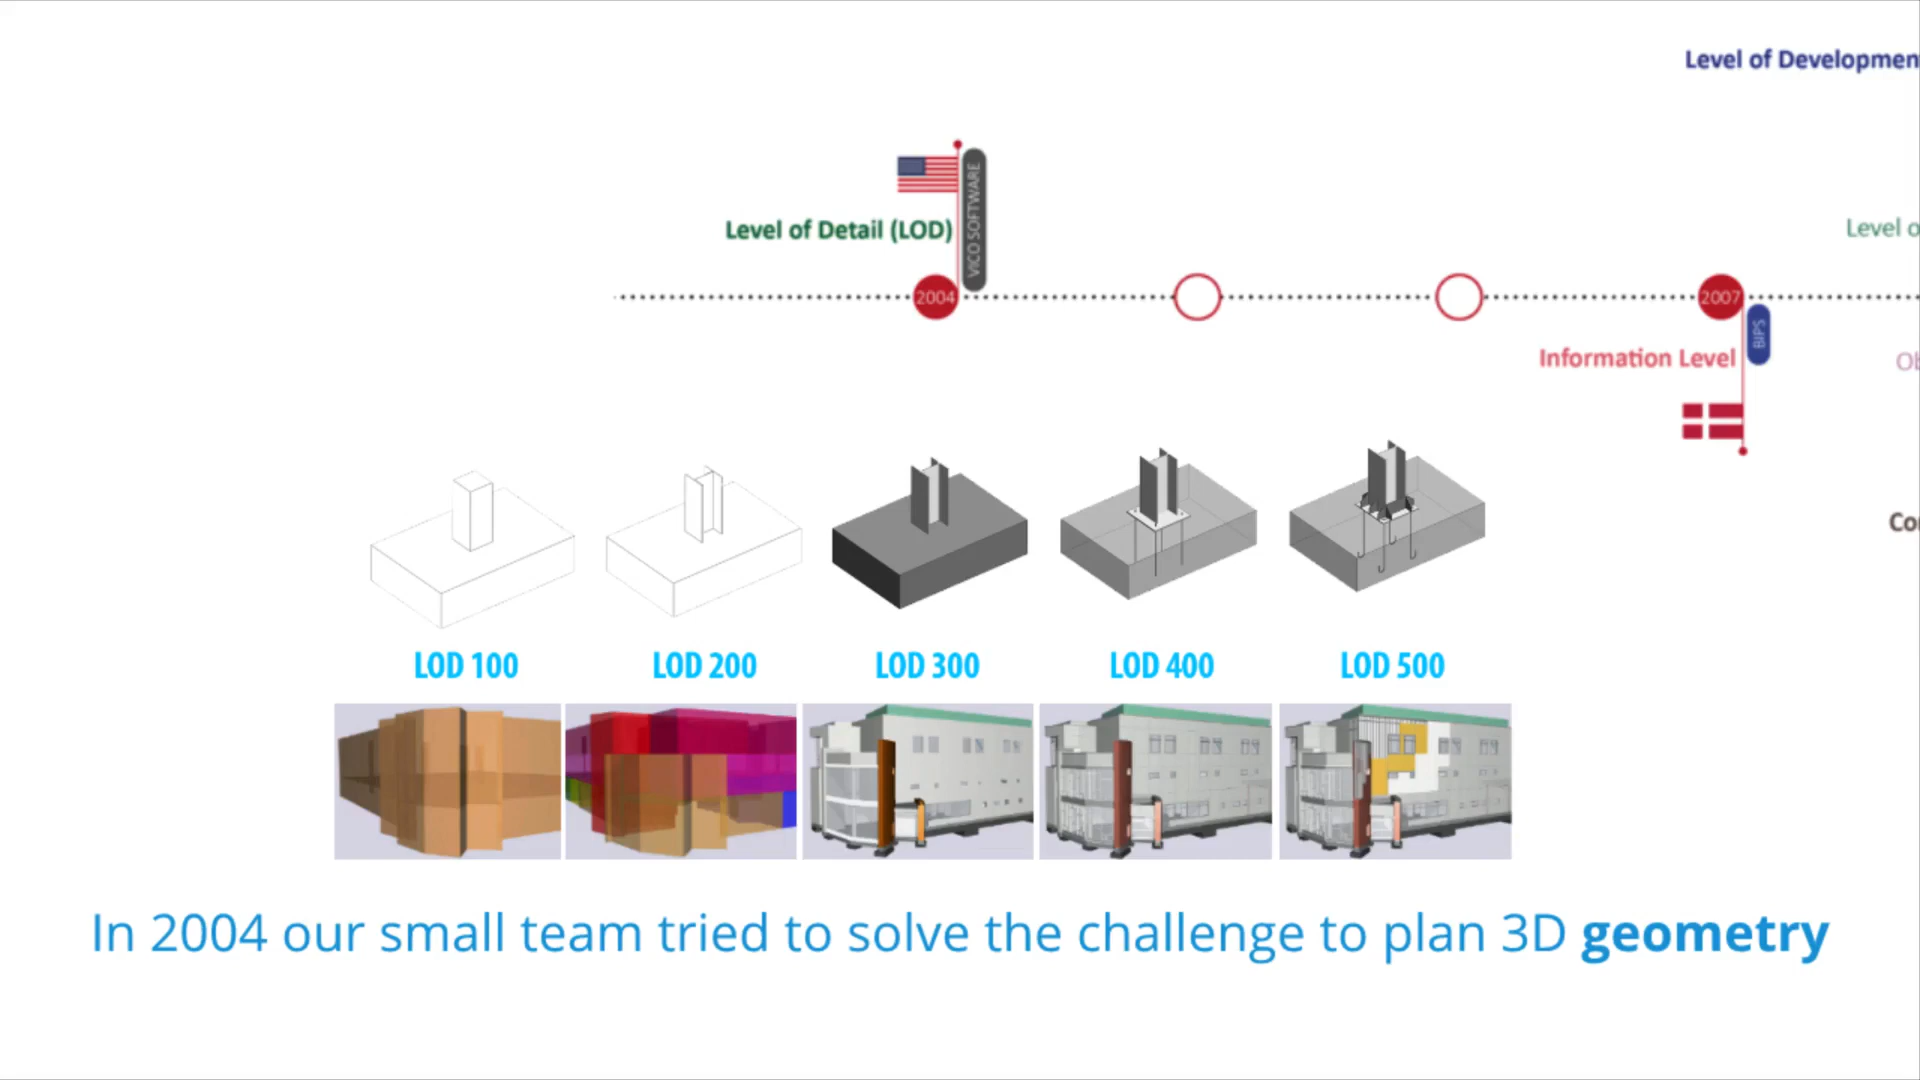 Level of Developmen
VICO SOFTWARE
Level of Detail (LOD)
Level o
2004
2007
BIPS
Information Level
Ob
Co
LOD 100
LOD 200
LOD 300
LOD 400
LOD 500
In 2004 our small team tried to solve the challenge to plan 3D geometry